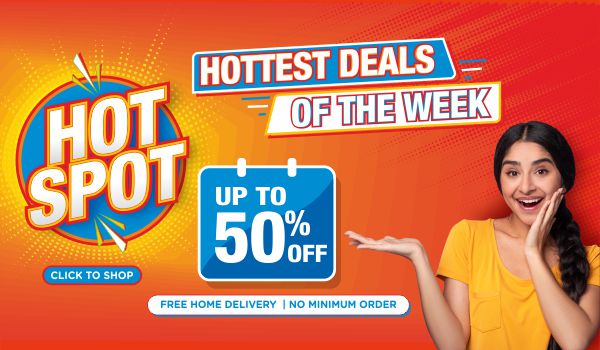 HOT
SPOT
CLICK TO SHOP
HOTTEST DEALS
OF THE WEEK
UP TO
50% OFF
FREE HOME DELIVERY | NO MINIMUM ORDER